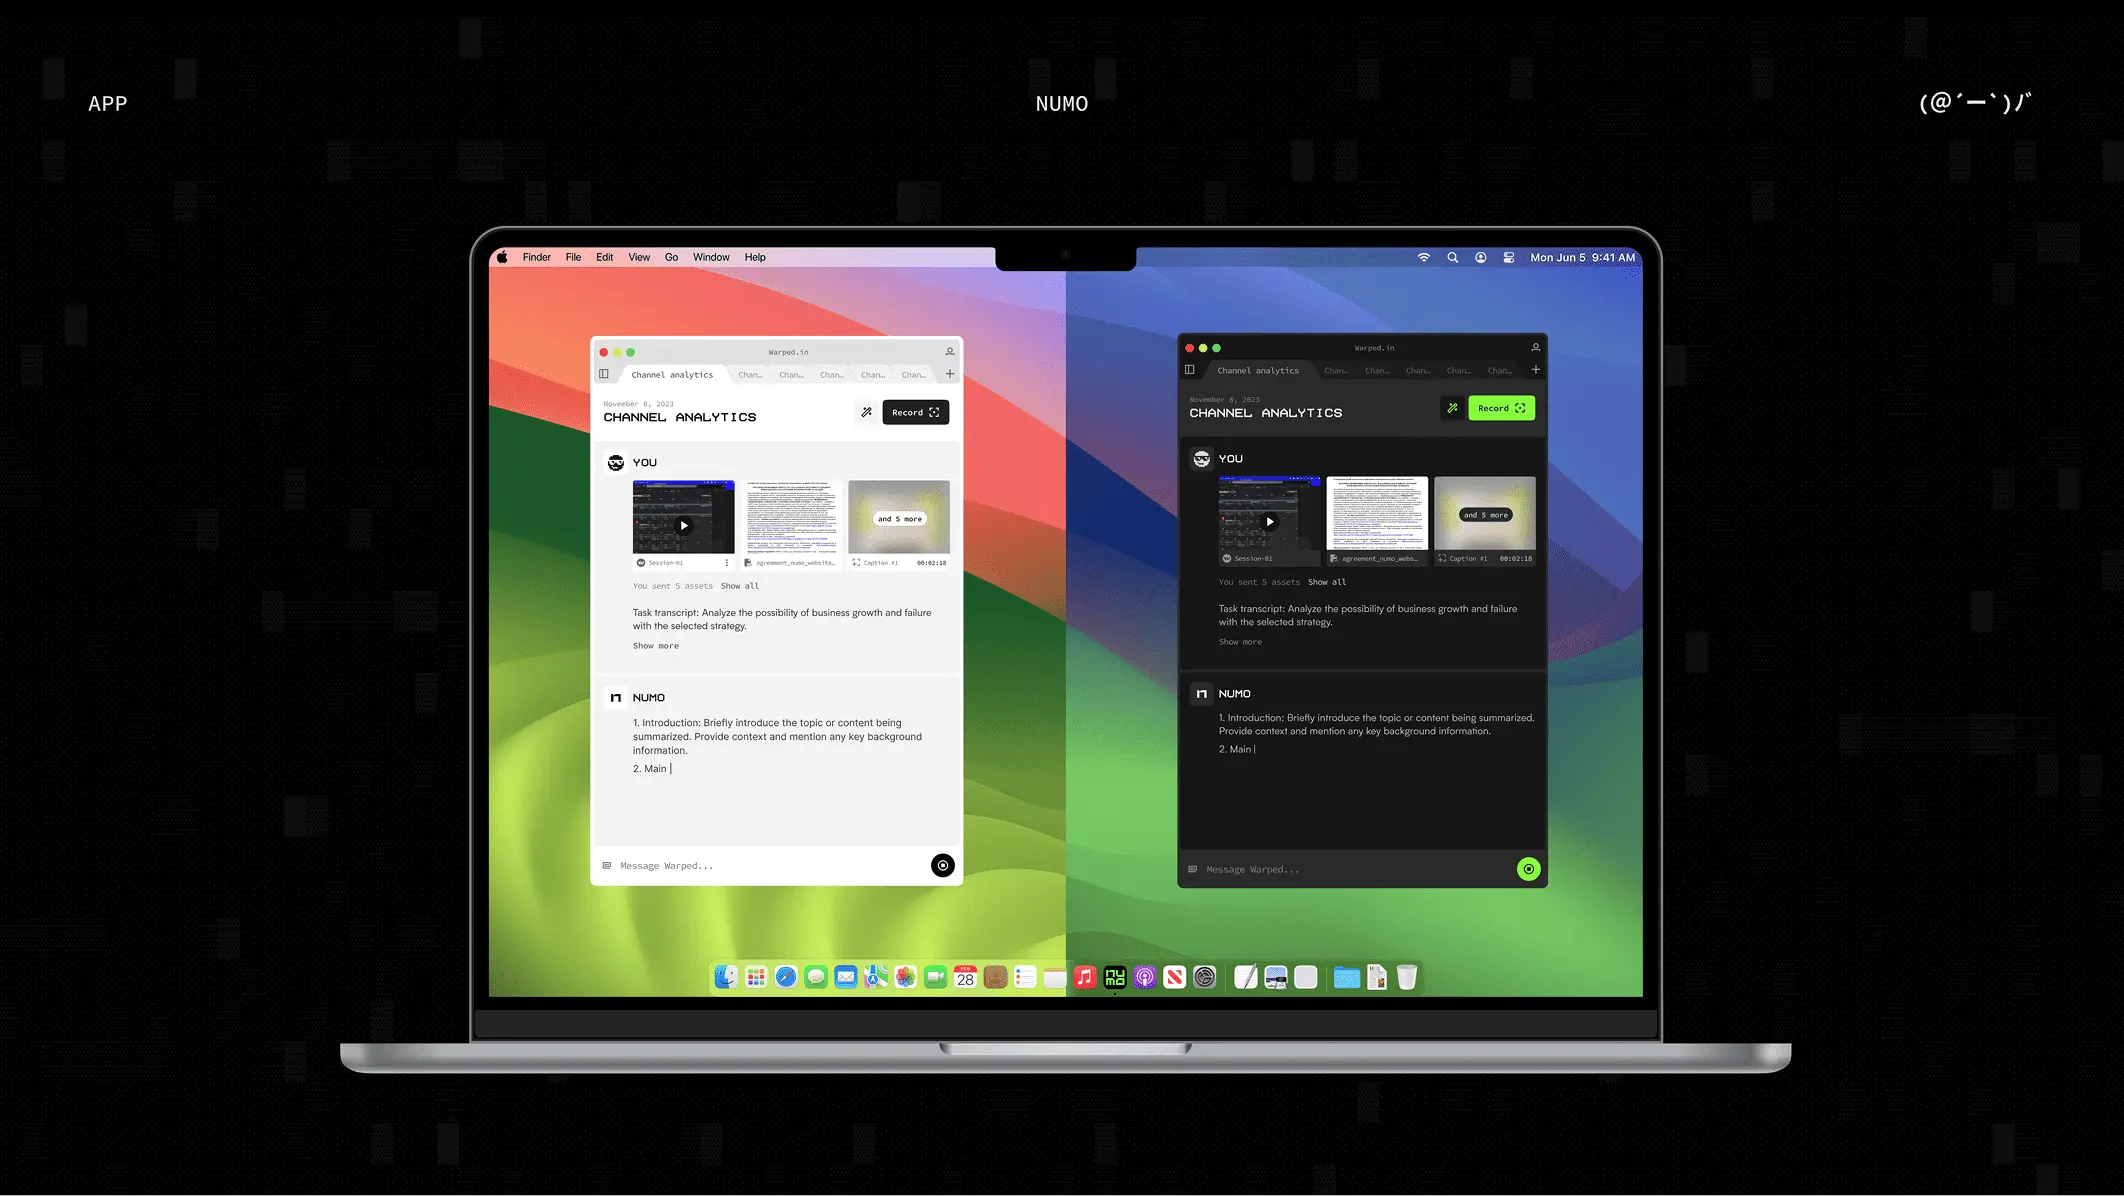 APP
NUMO
(@´ー`)ﾉﾞ
Finder File Edit View Go Window Help
Mon Jun 5 9:41 AM
Warped.in
Channel analytics Chan... Chan... Chan... Chan... Chan...
November 8, 2023
CHANNEL ANALYTICS
Record
YOU
and 5 more
Session-01
agreement_numo_website...
Caption #1 00:02:18
You sent 5 assets Show all
Task transcript: Analyze the possibility of business growth and failure
with the selected strategy.
Show more
n NUMO
1. Introduction: Briefly introduce the topic or content being
summarized. Provide context and mention any key background
information.
2. Main
Message Warped...
Warped.in
Channel analytics Chan... Chan... Chan... Chan... Chan...
November 8, 2023
CHANNEL ANALYTICS
Record
YOU
and 5 more
Session-01
agreement_numo_webs...
Caption #1 00:02:18
You sent 5 assets Show all
Task transcript: Analyze the possibility of business growth and failure
with the selected strategy.
Show more
n NUMO
1. Introduction: Briefly introduce the topic or content being summarized.
Provide context and mention any key background information.
2. Main
Message Warped...
FEB
28
nu
mo